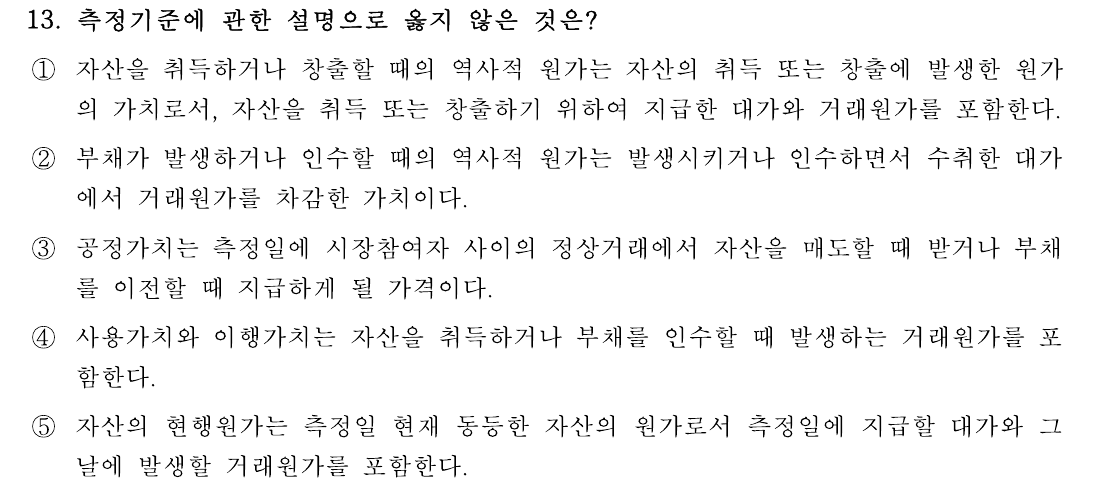 13. 측정기준에 관한 설명으로 옳지 않은 것은?
① 자산을 취득하거나 창출할 때의 역사적 원가는 자산의 취득 또는 창출에 발생한 원가
의 가치로서, 자산을 취득 또는 창출하기 위하여 지급한 대가와 거래원가를 포함한다.
② 부채가 발생하거나 인수할 때의 역사적 원가는 발생시키거나 인수하면서 수취한 대가
에서 거래원가를 차감한 가치이다.
③ 공정가치는 측정일에 시장참여자 사이의 정상거래에서 자산을 매도할 때 받거나 부채
를 이전할 때 지급하게 될 가격이다.
④ 사용가치와 이행가치는 자산을 취득하거나 부채를 인수할 때 발생하는 거래원가를 포
함한다.
⑤ 자산의 현행원가는 측정일 현재 동등한 자산의 원가로서 측정일에 지급할 대가와 그
날에 발생할 거래원가를 포함한다.